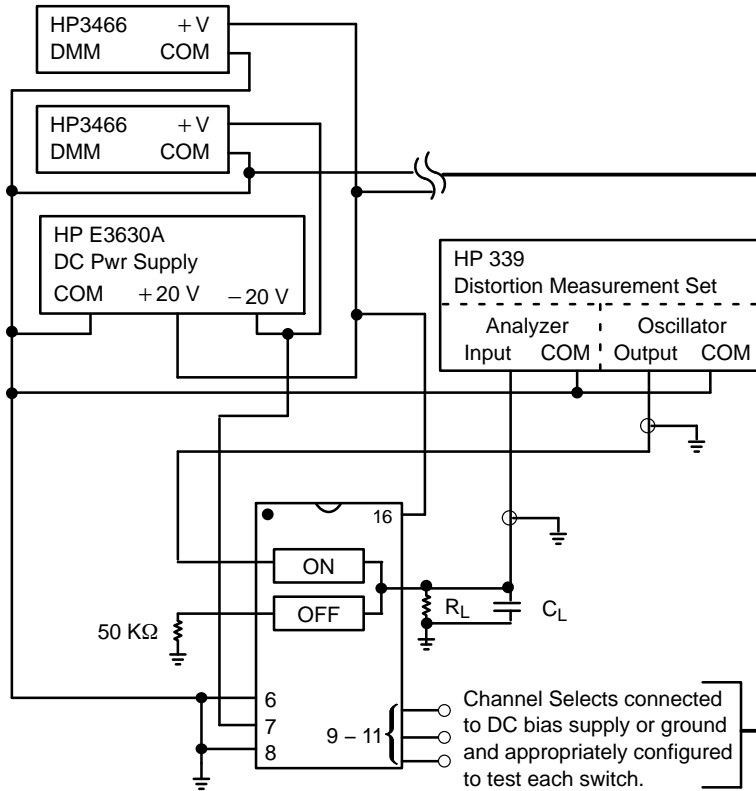 HP3466 +V
DMM COM
HP3466 +V
DMM COM
HP E3630A
DC Pwr Supply
COM +20 V −20 V
HP 339
Distortion Measurement Set
Analyzer Oscillator
Input COM Output COM
16
ON
OFF
RL
CL
50 KΩ
6
7
8
9 – 11
Channel Selects connected
to DC bias supply or ground
and appropriately configured
to test each switch.